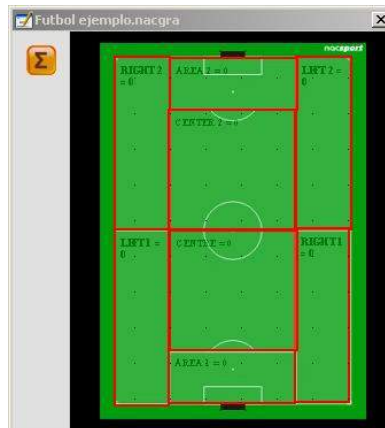 Futbol ejemplo.nacgra
nacsport
RIGHT 2 = 0
AREA 2 = 0
LEFT 2 = 0
CENTER 2 = 0
LEFT 1 = 0
CENTER = 0
RIGHT 1 = 0
AREA 1 = 0